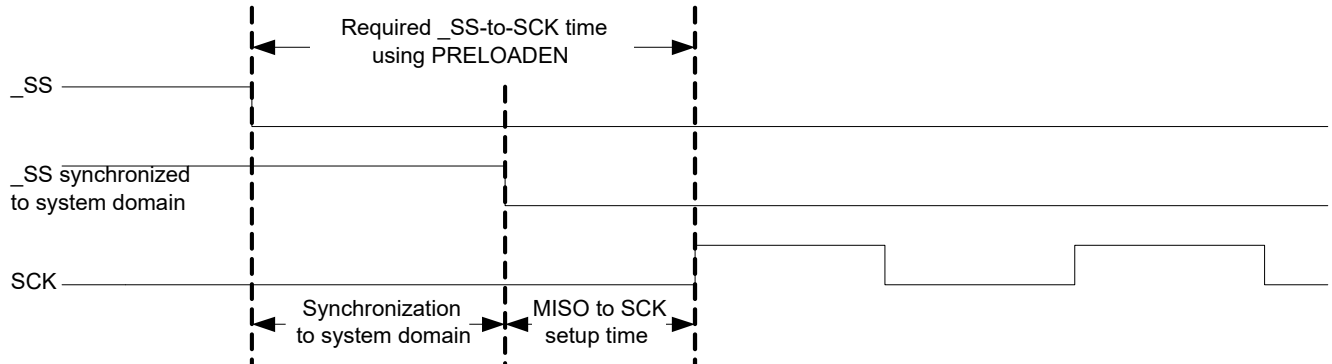 Required _SS-to-SCK time
using PRELOADEN
_SS
_SS synchronized
to system domain
SCK
Synchronization
to system domain
MISO to SCK
setup time